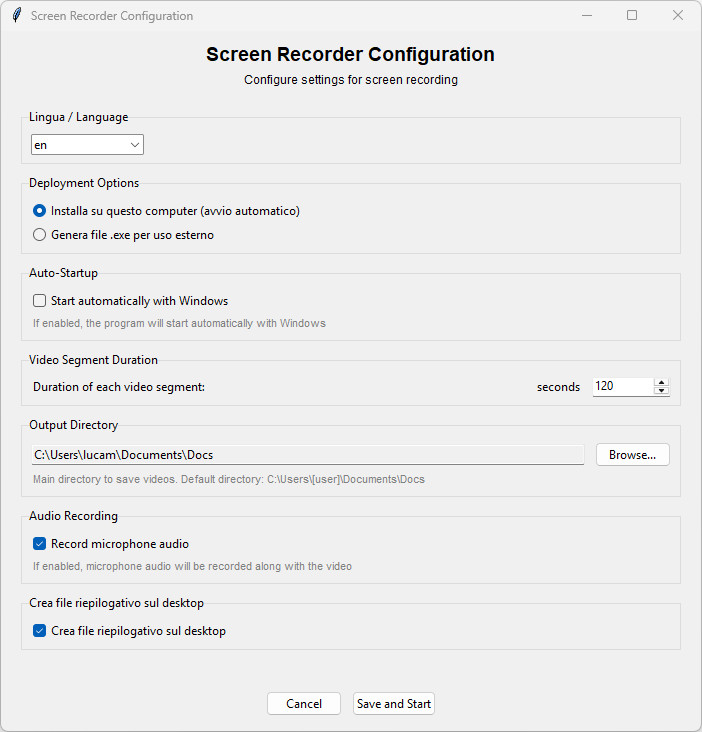 Screen Recorder Configuration
Screen Recorder Configuration
Configure settings for screen recording
Lingua / Language
en
Deployment Options
Installa su questo computer (avvio automatico)
Genera file .exe per uso esterno
Auto-Startup
Start automatically with Windows
If enabled, the program will start automatically with Windows
Video Segment Duration
Duration of each video segment: seconds 120
Output Directory
C:\Users\lucam\Documents\Docs Browse...
Main directory to save videos. Default directory: C:\Users\[user]\Documents\Docs
Audio Recording
Record microphone audio
If enabled, microphone audio will be recorded along with the video
Crea file riepilogativo sul desktop
Crea file riepilogativo sul desktop
Cancel Save and Start